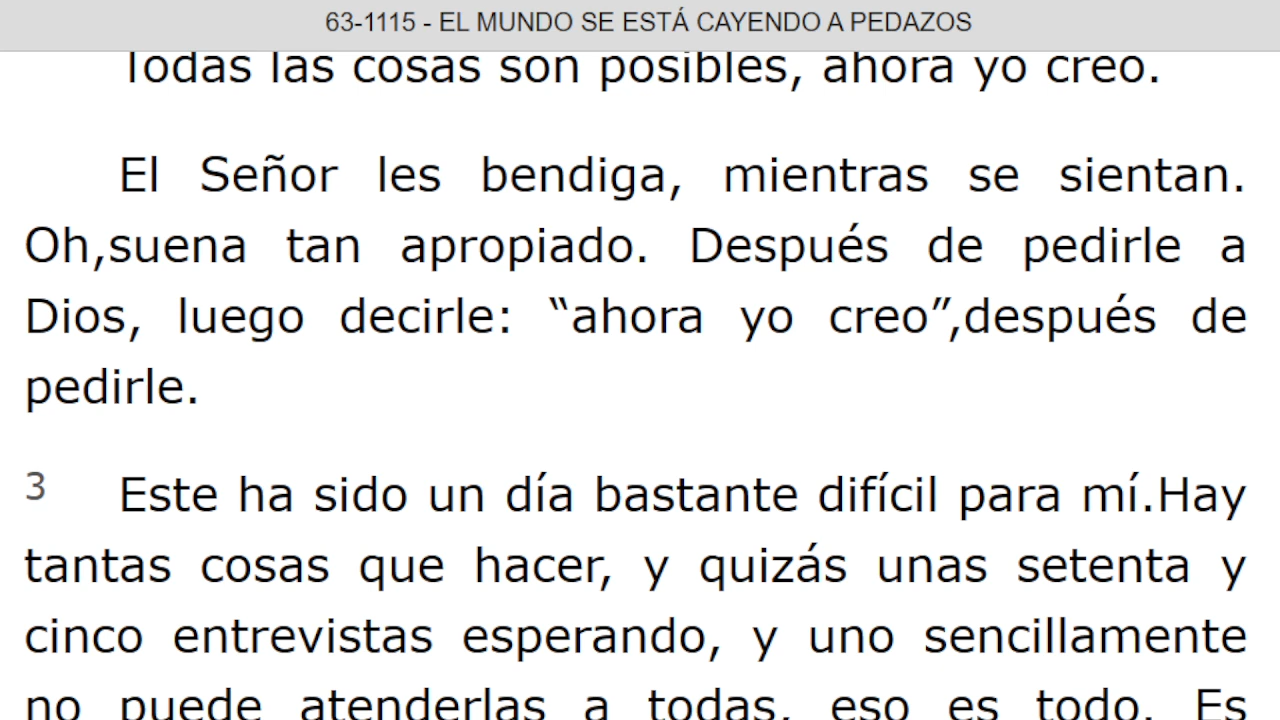 63-1115 - EL MUNDO SE ESTÁ CAYENDO A PEDAZOS
Todas las cosas son posibles, ahora yo creo.
El Señor les bendiga, mientras se sientan.
Oh,suena tan apropiado. Después de pedirle a
Dios, luego decirle: “ahora yo creo”,después de
pedirle.
3 Este ha sido un día bastante difícil para mí.Hay
tantas cosas que hacer, y quizás unas setenta y
cinco entrevistas esperando, y uno sencillamente
no puede atenderlas a todas, eso es todo. Es